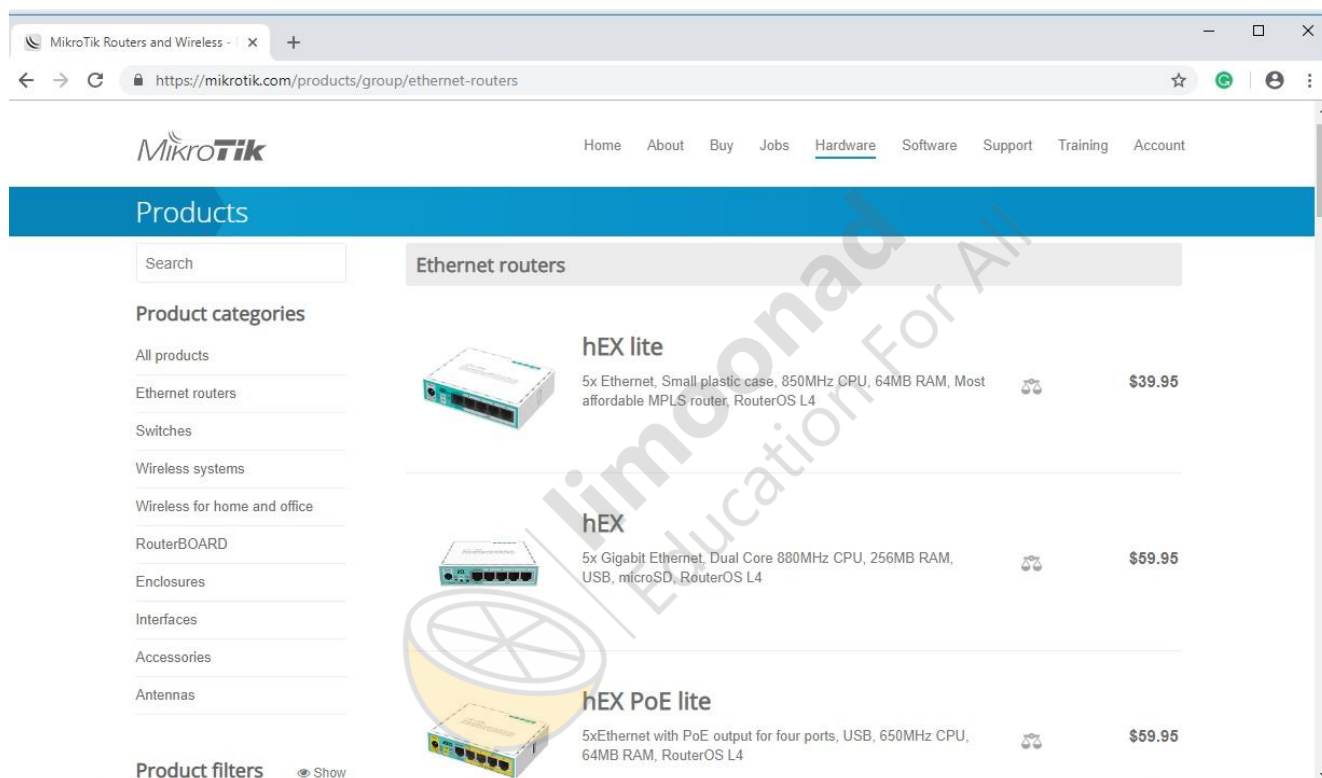 MikroTik Routers and Wireless -
https://mikrotik.com/products/group/ethernet-routers
MikroTik
Home About Buy Jobs Hardware Software Support Training Account
Products
Search
Product categories
All products
Ethernet routers
Switches
Wireless systems
Wireless for home and office
RouterBOARD
Enclosures
Interfaces
Accessories
Antennas
Product filters Show
Ethernet routers
hEX lite
5x Ethernet, Small plastic case, 850MHz CPU, 64MB RAM, Most
affordable MPLS router, RouterOS L4
$39.95
hEX
5x Gigabit Ethernet, Dual Core 880MHz CPU, 256MB RAM,
USB, microSD, RouterOS L4
$59.95
hEX PoE lite
5xEthernet with PoE output for four ports, USB, 650MHz CPU,
64MB RAM, RouterOS L4
$59.95
limoonad
Education For All